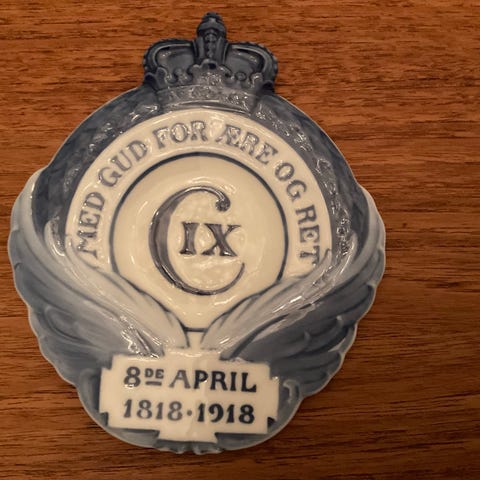 MED GUD FOR ÆRE OG RET
C IX
8DE APRIL
1818·1918